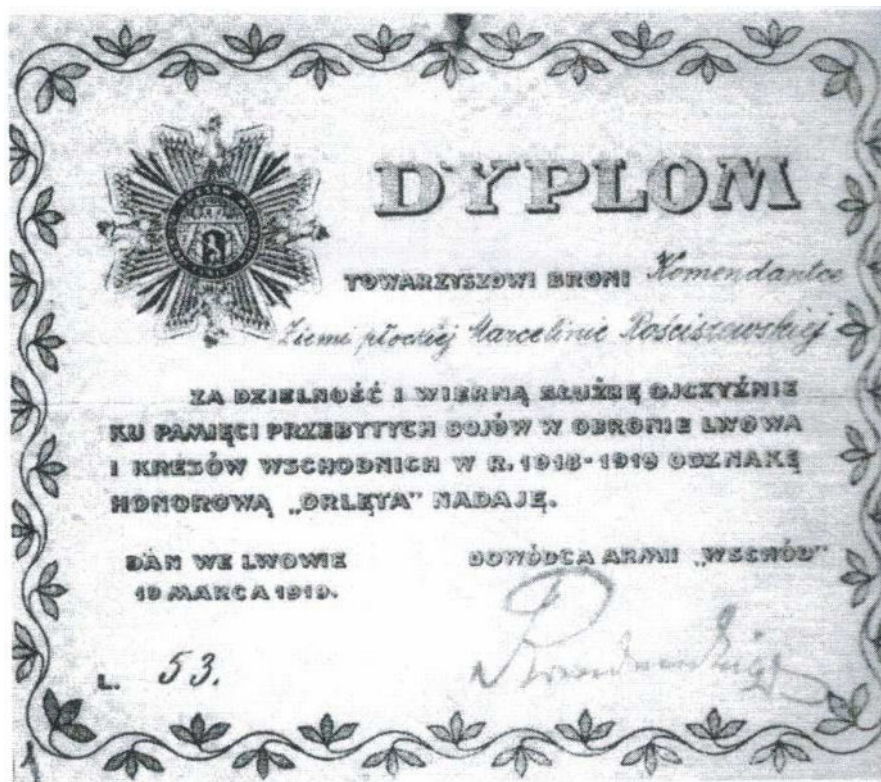 DYPLOM
TOWARZYSZOWI BRONI Komendantce
Ziemi płockiej Marcelinie Rościszewskiej
ZA DZIELNOŚĆ I WIERNĄ SŁUŻBĘ OJCZYŹNIE
KU PAMIĘCI PRZEBYTYCH BOJÓW W OBRONIE LWOWA
I KRESÓW WSCHODNICH W R. 1918-1919 ODZNAKĘ
HONOROWĄ „ORLĘTA” NADAJĘ.
DAN WE LWOWIE
19 MARCA 1919.
DOWÓDCA ARMII „WSCHÓD”
L. 53.